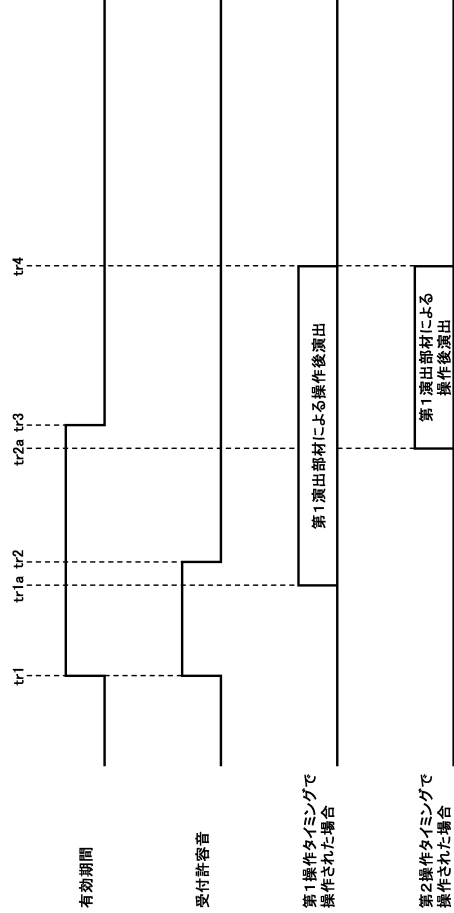 tr1
tr1a
tr2
tr2a
tr3
tr4
有効期間
受付許容音
第1操作タイミングで
操作された場合
第1演出部材による操作後演出
第2操作タイミングで
操作された場合
第1演出部材による
操作後演出